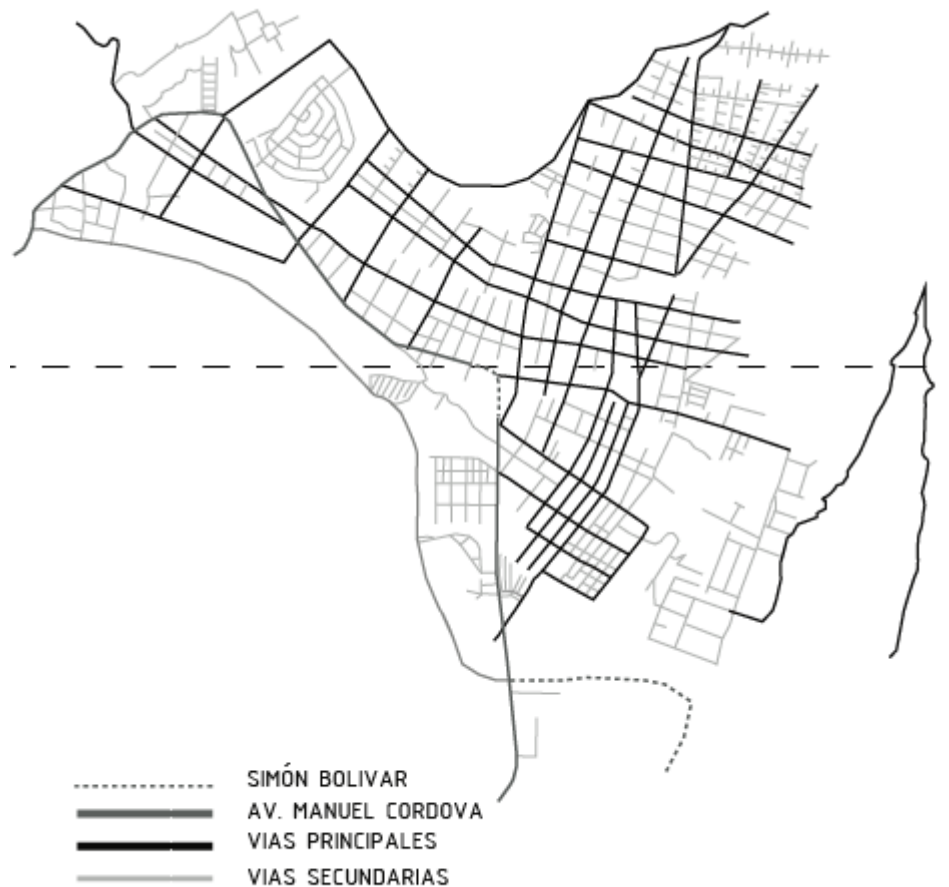 SIMÓN BOLIVAR
AV. MANUEL CORDOVA
VIAS PRINCIPALES
VIAS SECUNDARIAS